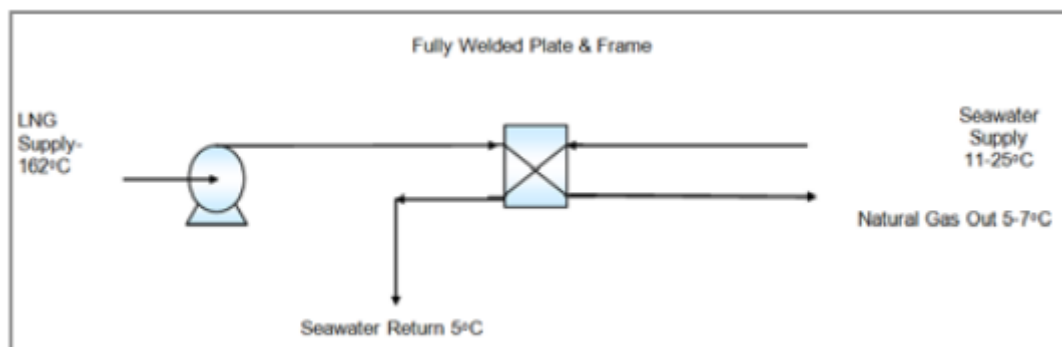 Fully Welded Plate & Frame
LNG
Supply-
162ºC
Seawater
Supply
11-25ºC
Natural Gas Out 5-7ºC
Seawater Return 5ºC